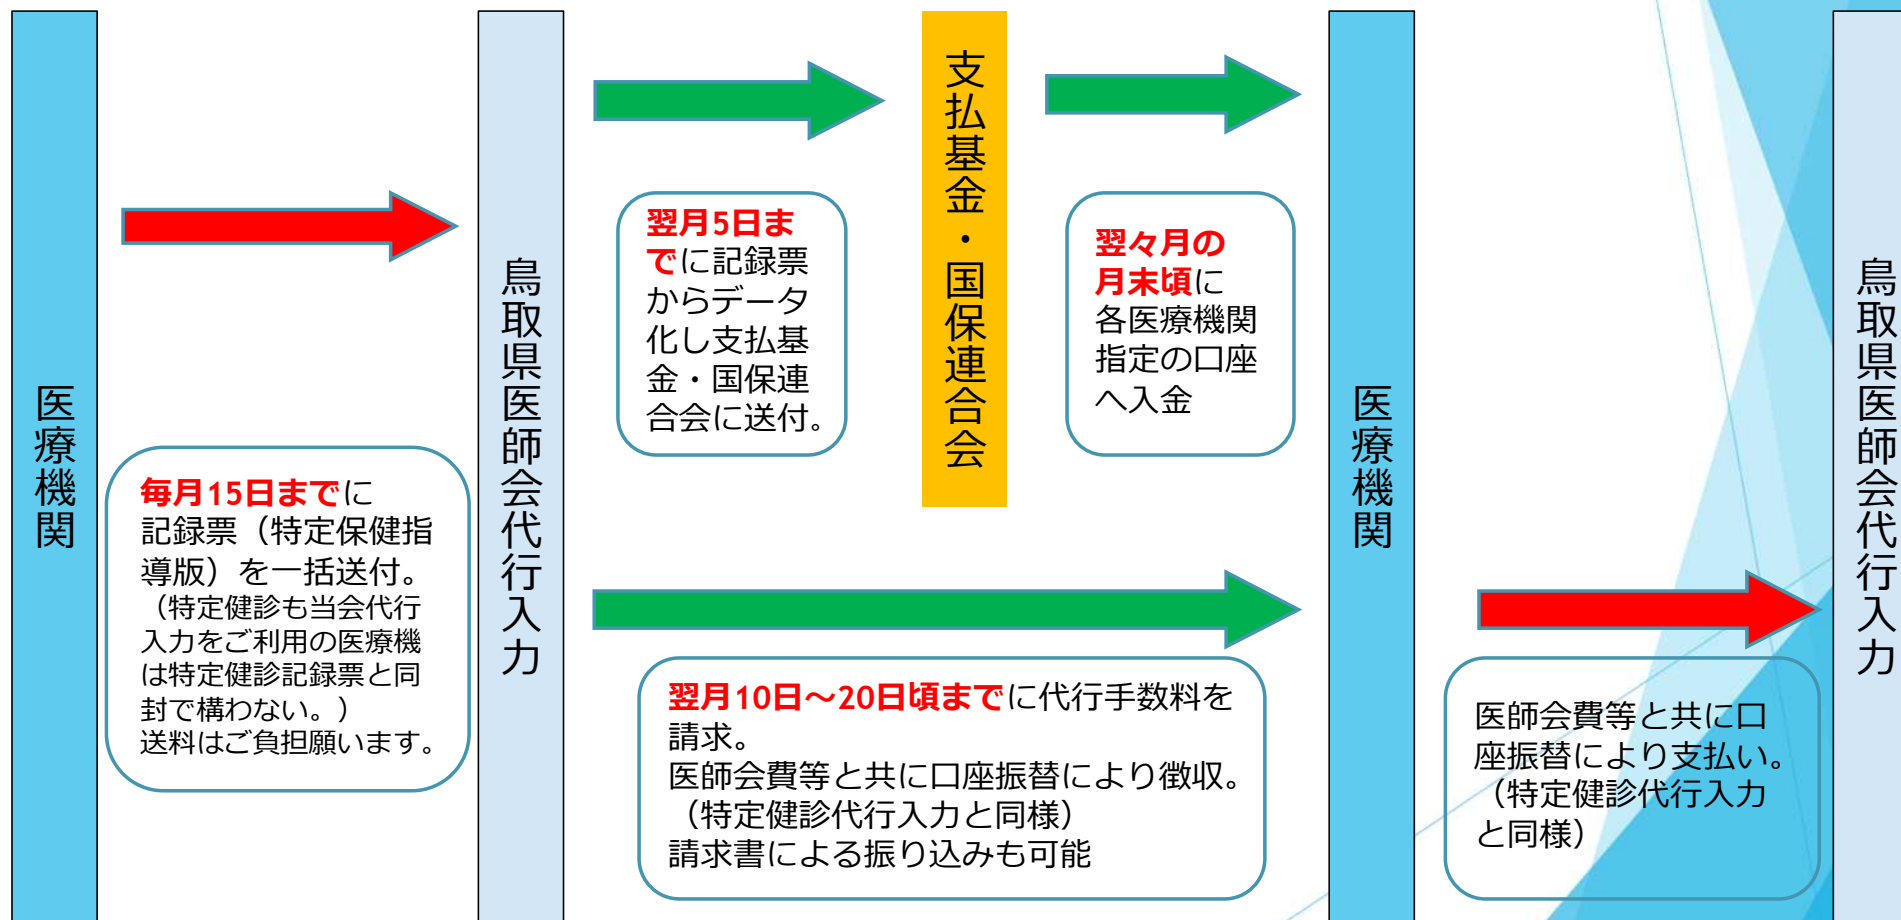 医療機関
毎月15日までに
記録票（特定保健指
導版）を一括送付。
（特定健診も当会代行
入力をご利用の医療機
は特定健診記録票と同
封で構わない。）
送料はご負担願います。
鳥取県医師会代行入力
翌月5日ま
でに記録票
からデータ
化し支払基
金・国保連
合会に送付。
支払基金・国保連合会
翌々月の
月末頃に
各医療機関
指定の口座
へ入金
翌月10日～20日頃までに代行手数料を
請求。
医師会費等と共に口座振替により徴収。
（特定健診代行入力と同様）
請求書による振り込みも可能
医療機関
医師会費等と共に口
座振替により支払い。
（特定健診代行入力
と同様）
鳥取県医師会代行入力